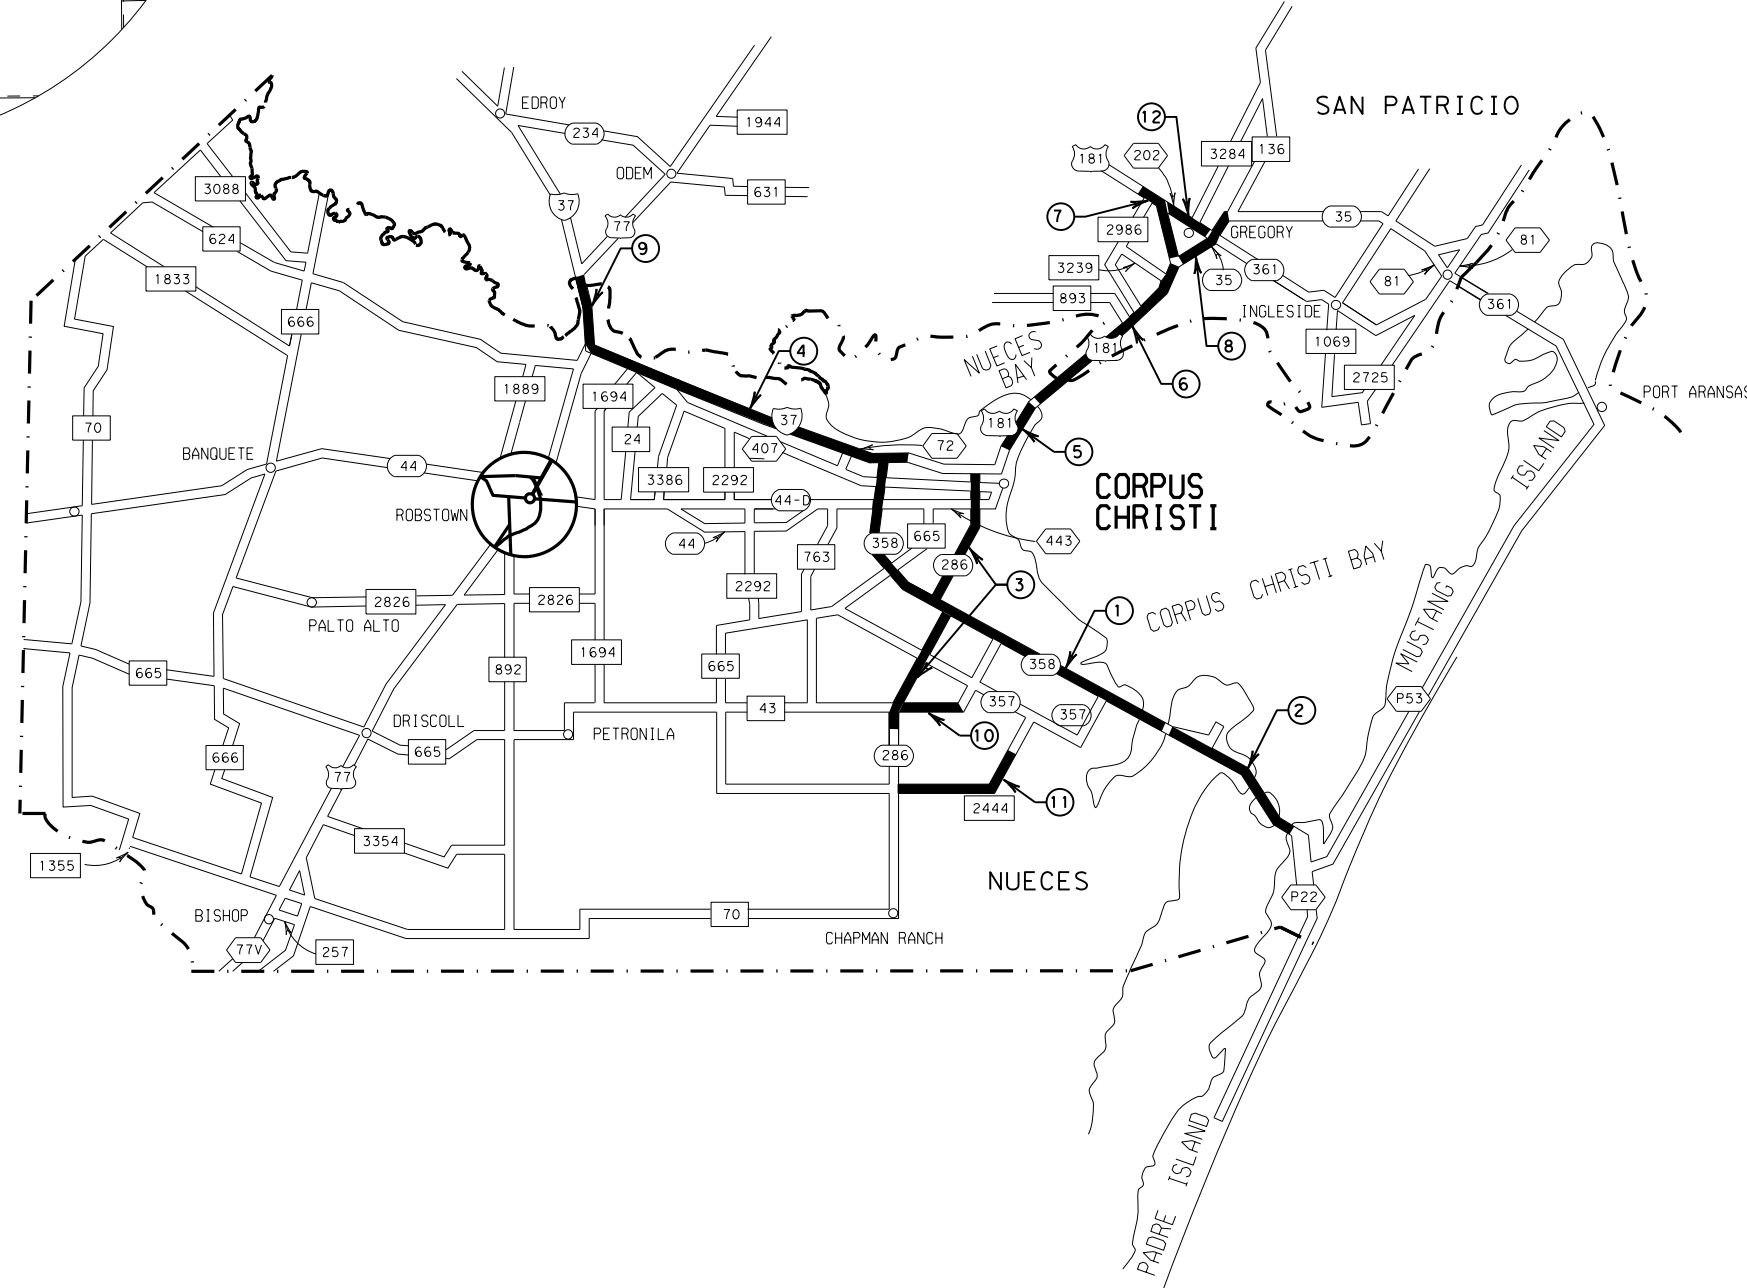 SAN PATRICIO
EDROY
234
1944
ODEM
631
12
181
202
3284
136
3088
37
77
7
2986
35
GREGORY
81
624
9
3239
361
81
35
1833
893
INGLESIDE
361
666
NUECES
BAY
181
8
1069
4
6
2725
PORT ARANSAS
1889
1694
70
37
181
5
24
407
72
ISLAND
BANQUETE
44
3386
2292
44-D
CORPUS
CHRISTI
ROBSTOWN
44
358
665
443
763
286
CORPUS CHRISTI BAY
2292
3
2826
2826
1
PALTO ALTO
MUSTANG
1694
665
892
665
358
P53
357
357
43
2
DRISCOLL
PETRONILA
10
665
286
666
77
11
2444
3354
1355
NUECES
P22
BISHOP
70
CHAPMAN RANCH
77V
257
PADRE ISLAND